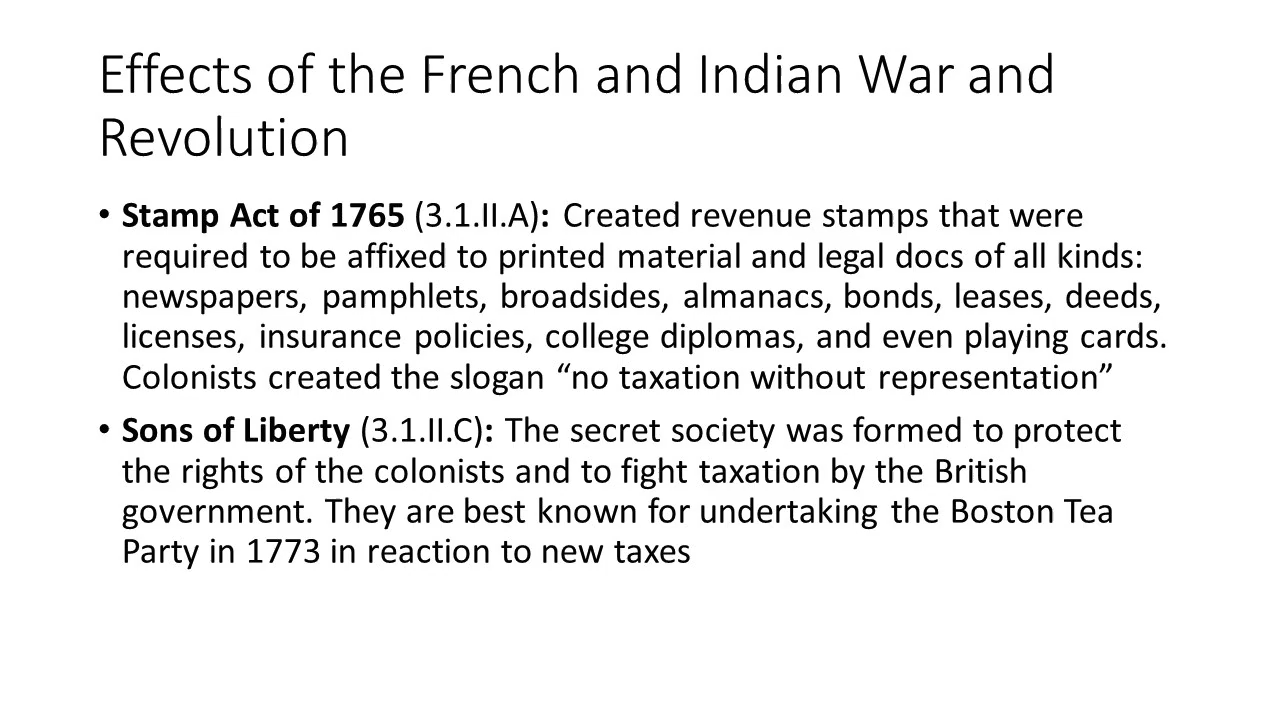 Effects of the French and Indian War and
Revolution
• Stamp Act of 1765 (3.1.II.A): Created revenue stamps that were
required to be affixed to printed material and legal docs of all kinds:
newspapers, pamphlets, broadsides, almanacs, bonds, leases, deeds,
licenses, insurance policies, college diplomas, and even playing cards.
Colonists created the slogan “no taxation without representation”
• Sons of Liberty (3.1.II.C): The secret society was formed to protect
the rights of the colonists and to fight taxation by the British
government. They are best known for undertaking the Boston Tea
Party in 1773 in reaction to new taxes